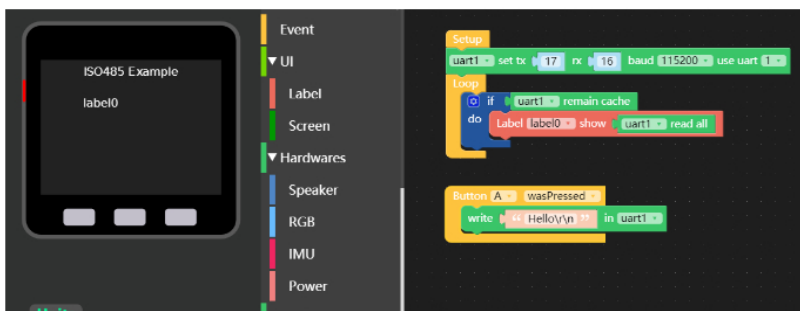 ISO485 Example
label0
Event
UI
Label
Screen
Hardwares
Speaker
RGB
IMU
Power
Setup
uart1 set tx 17 rx 16 baud 115200 use uart 1
Loop
if uart1 remain cache
do Label label0 show uart1 read all
Button A wasPressed
write “ Hello\r\n ” in uart1